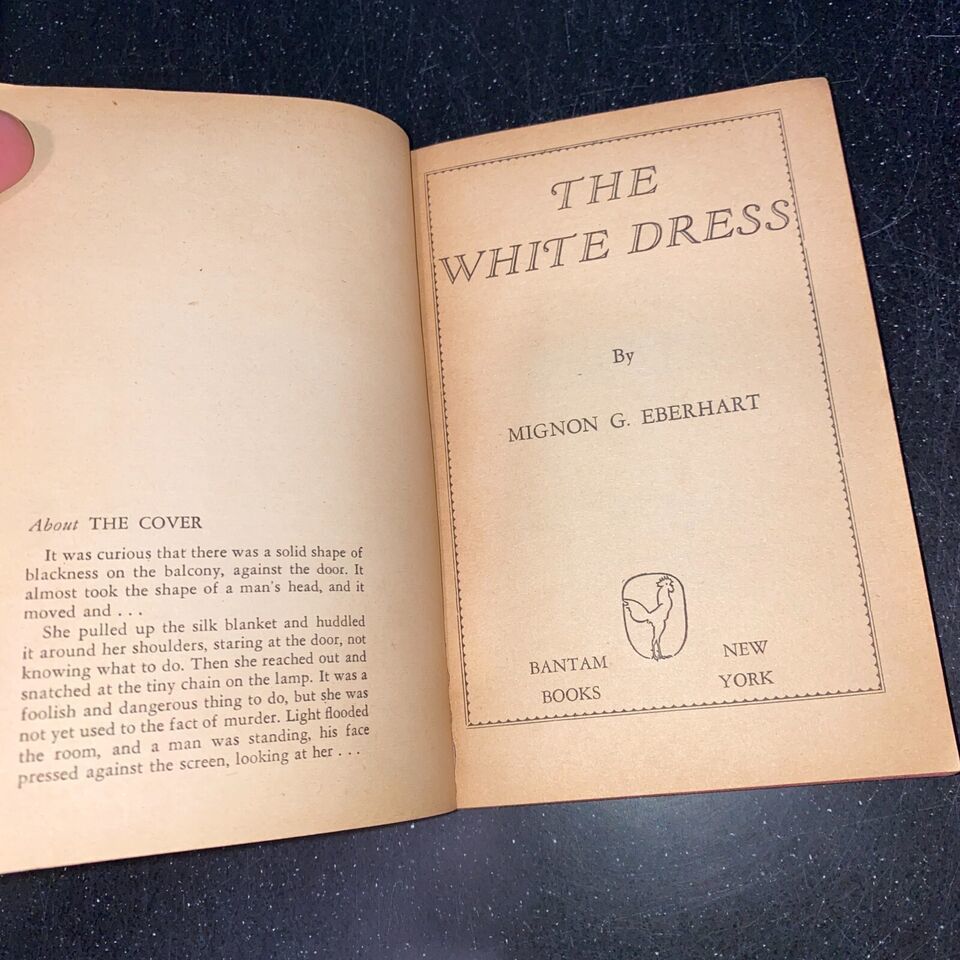 About THE COVER
It was curious that there was a solid shape of
blackness on the balcony, against the door. It
almost took the shape of a man's head, and it
moved and . . .
She pulled up the silk blanket and huddled
it around her shoulders, staring at the door, not
knowing what to do. Then she reached out and
snatched at the tiny chain on the lamp. It was a
foolish and dangerous thing to do, but she was
not yet used to the fact of murder. Light flooded
the room, and a man was standing, his face
pressed against the screen, looking at her . . .
THE
WHITE DRESS
By
MIGNON G. EBERHART
BANTAM
BOOKS
NEW
YORK